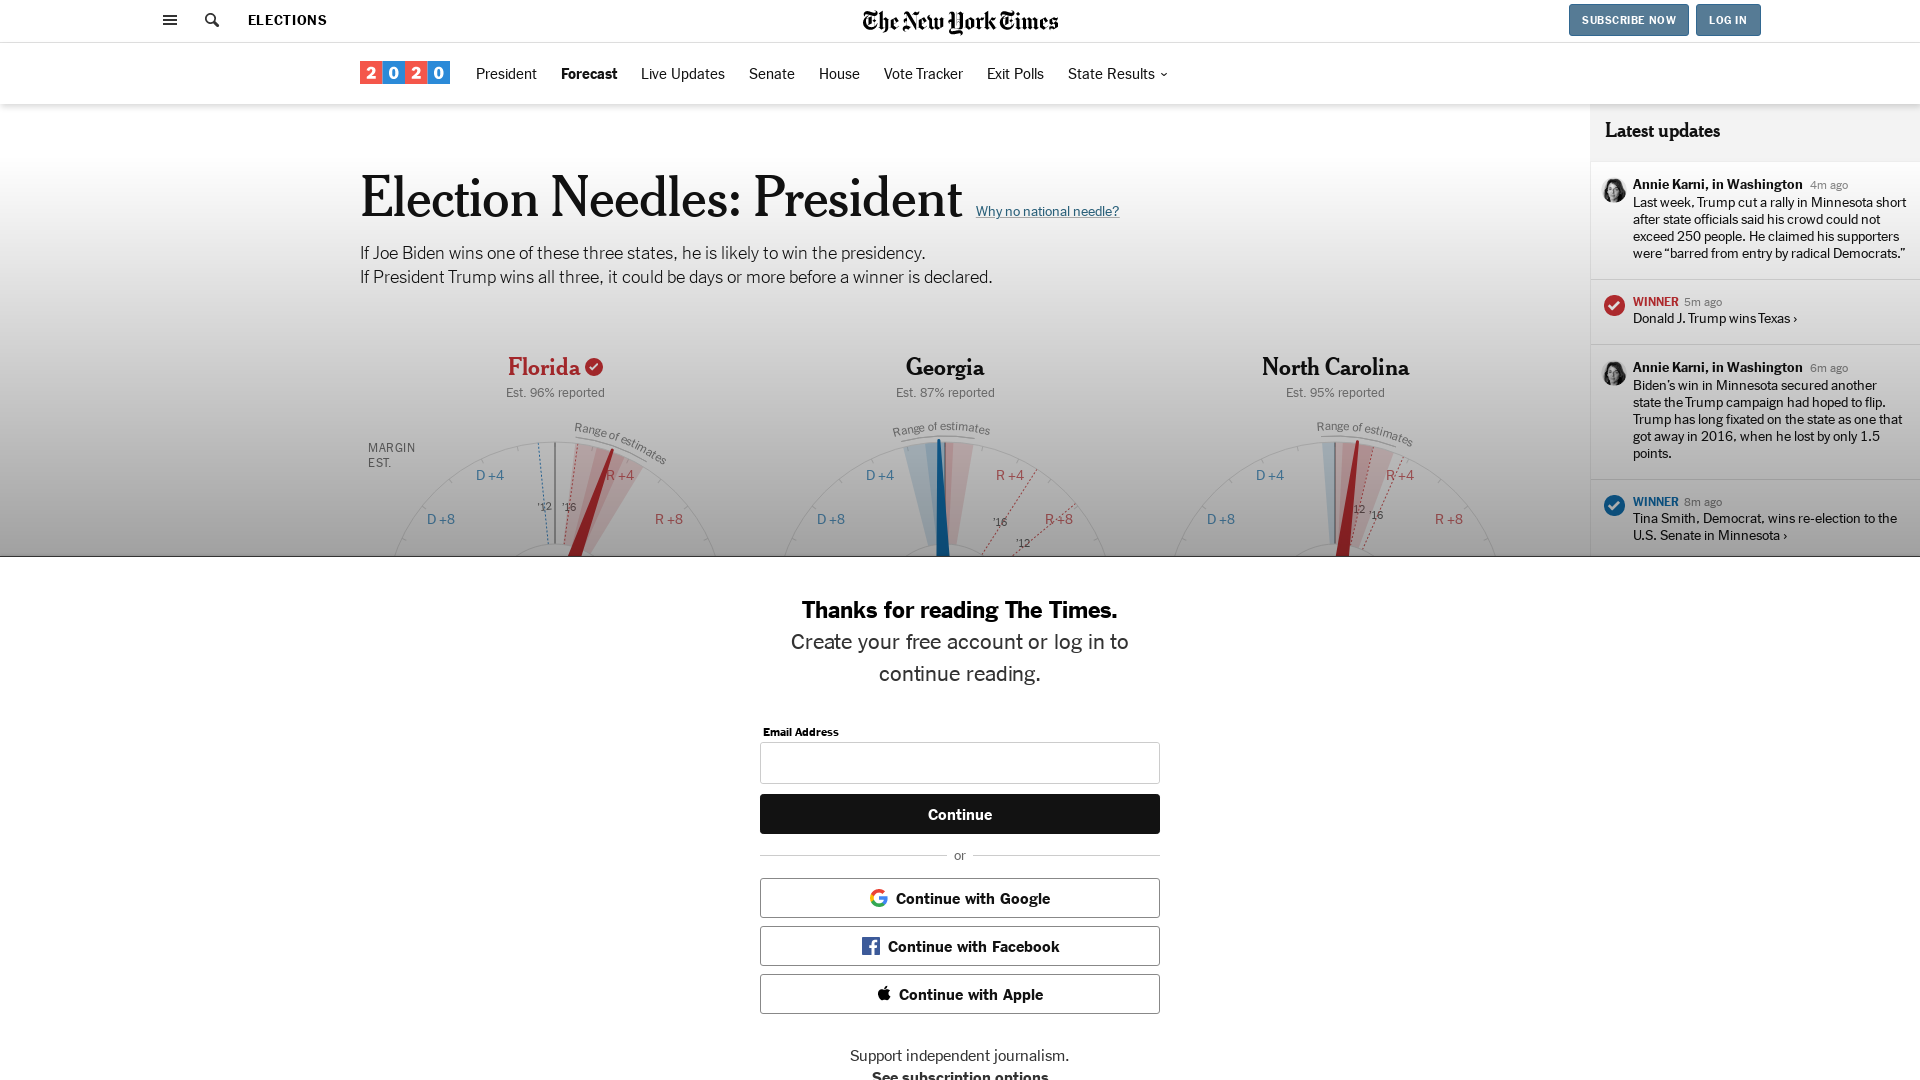 ELECTIONS
The New York Times
SUBSCRIBE NOW
LOG IN
2020
President
Forecast
Live Updates
Senate
House
Vote Tracker
Exit Polls
State Results
Election Needles: President
Why no national needle?
If Joe Biden wins one of these three states, he is likely to win the presidency.
If President Trump wins all three, it could be days or more before a winner is declared.
Florida
Est. 96% reported
MARGIN
EST.
Range of estimates
D +4
R +4
'12
'16
D +8
R +8
Georgia
Est. 87% reported
Range of estimates
D +4
R +4
D +8
'16
R +8
'12
North Carolina
Est. 95% reported
Range of estimates
D +4
R +4
'12
'16
D +8
R +8
Latest updates
Annie Karni, in Washington 4m ago
Last week, Trump cut a rally in Minnesota short
after state officials said his crowd could not
exceed 250 people. He claimed his supporters
were “barred from entry by radical Democrats.”
WINNER 5m ago
Donald J. Trump wins Texas ›
Annie Karni, in Washington 6m ago
Biden’s win in Minnesota secured another
state the Trump campaign had hoped to flip.
Trump has long fixated on the state as one that
got away in 2016, when he lost by only 1.5
points.
WINNER 8m ago
Tina Smith, Democrat, wins re-election to the
U.S. Senate in Minnesota ›
Thanks for reading The Times.
Create your free account or log in to
continue reading.
Email Address
Continue
or
Continue with Google
Continue with Facebook
Continue with Apple
Support independent journalism.
See subscription options